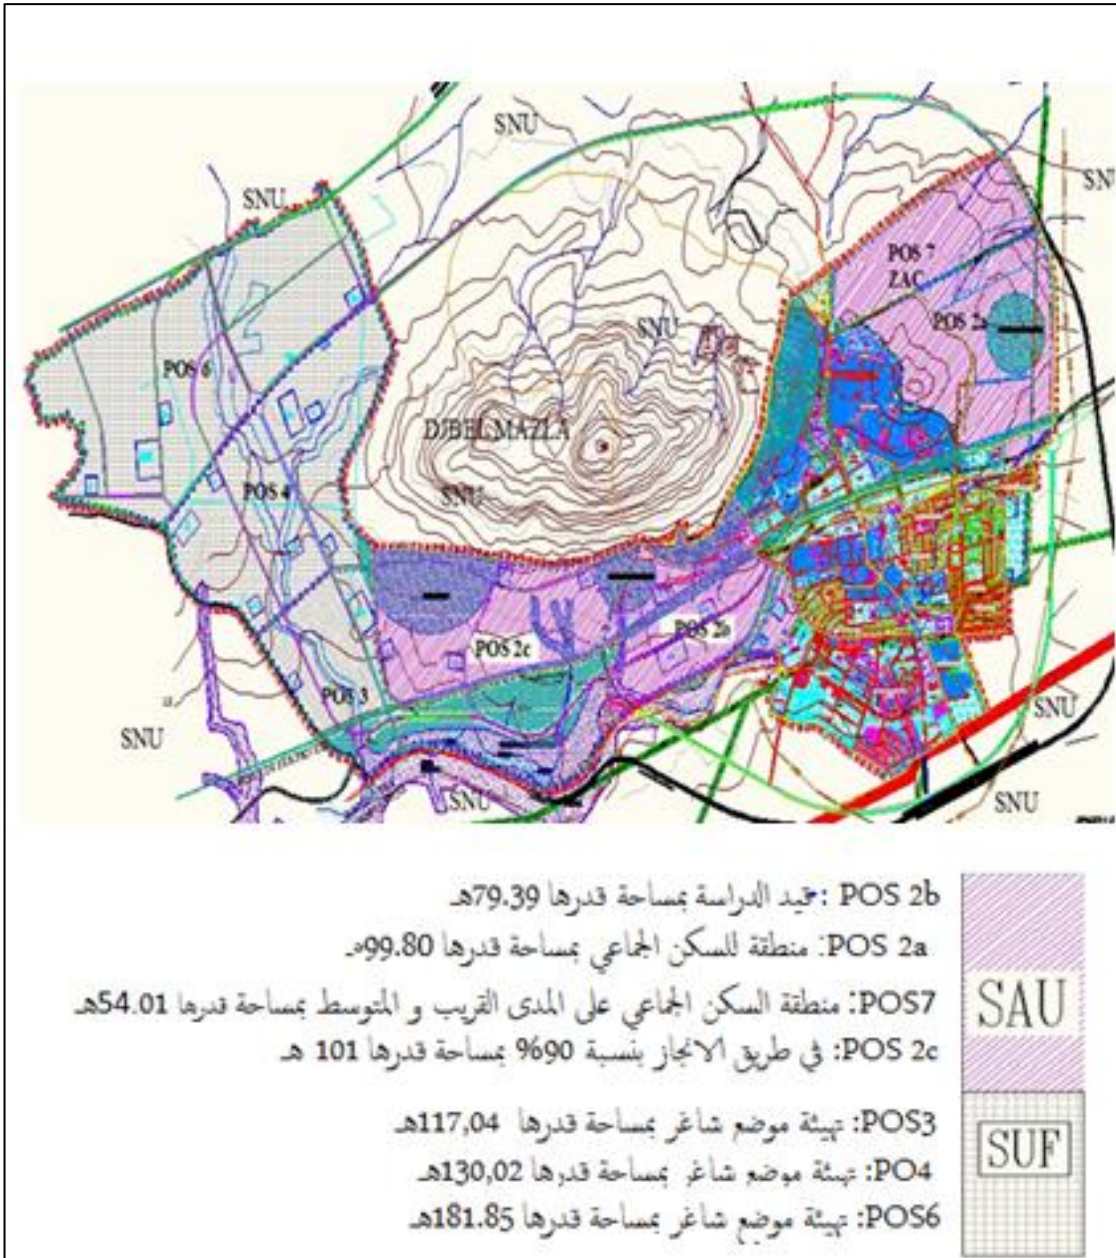 SNU
SNU
SN
POS 7
ZAC
POS 2a
SNU
POS 6
DJBEL MAZLA
SNU
POS 4
POS 2c
POS 3
SNU
SNU
SNU
SNU
POS 2b :قيد الدراسة بمساحة قدرها 79.39هـ
POS 2a: منطقة للسكن الجماعي بمساحة قدرها 99.80هـ
POS7: منطقة السكن الجماعي على المدى القريب و المتوسط بمساحة قدرها 54.01هـ
POS 2c: في طريق الانجاز بنسبة 90% بمساحة قدرها 101 هـ
SAU
POS3: تهيئة موضع شاغر بمساحة قدرها 117,04هـ
PO4: تهيئة موضع شاغر بمساحة قدرها 130,02هـ
POS6: تهيئة موضع شاغر بمساحة قدرها 181.85هـ
SUF